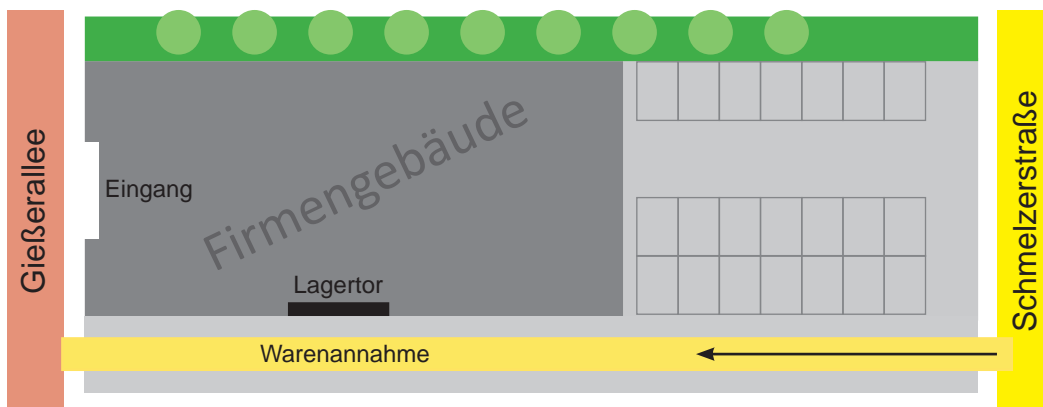 Gießerallee
Eingang
Firmengebäude
Lagertor
Warenannahme
Schmelzerstraße